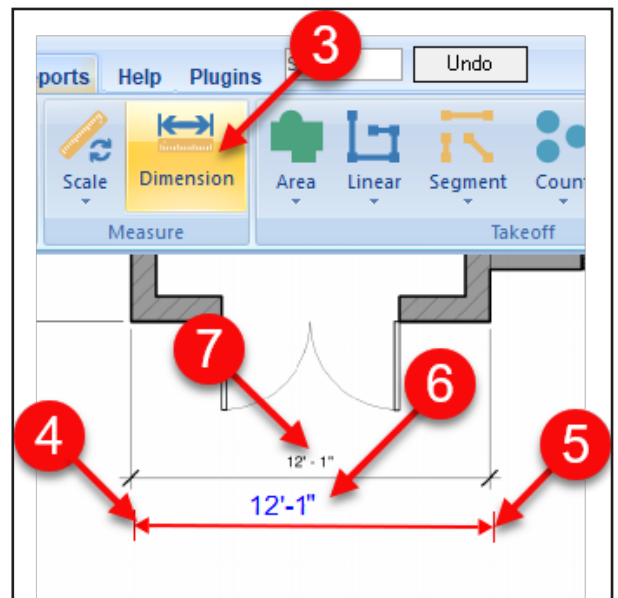 3
ports Help Plugins S Undo
Scale Dimension Area Linear Segment Coun
Measure Takeoff
7
6
4
5
12' - 1"
12'-1"